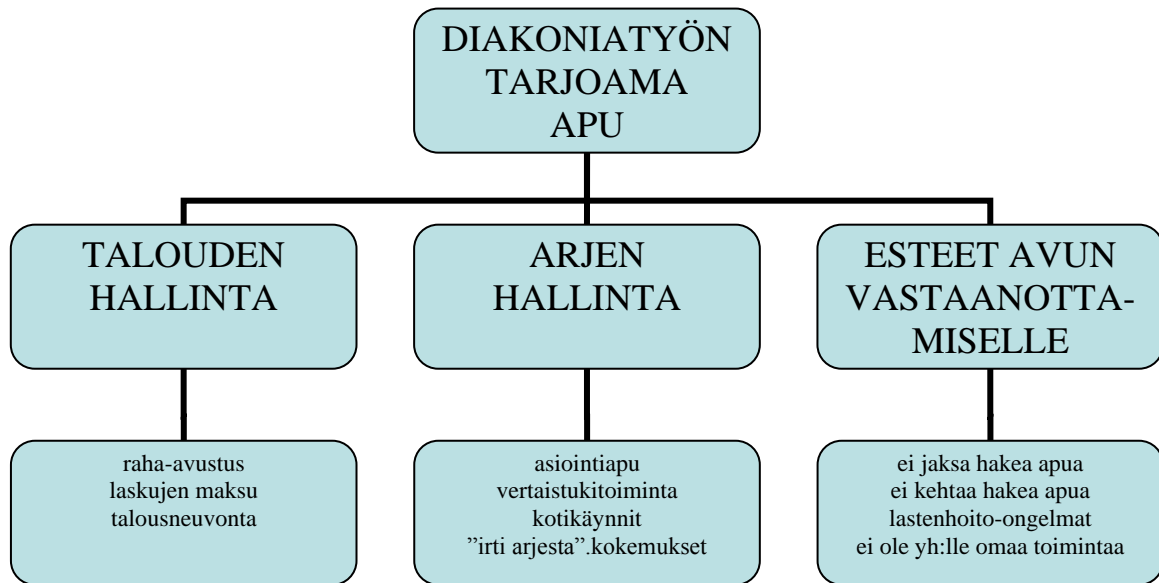 DIAKONIATYÖN
TARJOAMA
APU
TALOUDEN
HALLINTA
ARJEN
HALLINTA
ESTEET AVUN
VASTAANOTTA-
MISELLE
raha-avustus
laskujen maksu
talousneuvonta
asiointiapu
vertaistukitoiminta
kotikäynnit
”irti arjesta”.kokemukset
ei jaksa hakea apua
ei kehtaa hakea apua
lastenhoito-ongelmat
ei ole yh:lle omaa toimintaa